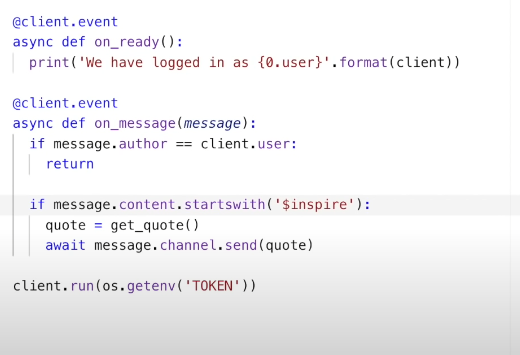 @client.event
async def on_ready():
  print('We have logged in as {0.user}'.format(client))

@client.event
async def on_message(message):
  if message.author == client.user:
    return

  if message.content.startswith('$inspire'):
    quote = get_quote()
    await message.channel.send(quote)

client.run(os.getenv('TOKEN'))